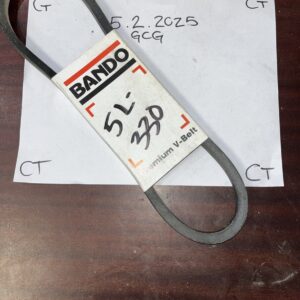 G
CT
5.2.2025
GCG
BANDO
5L-
330
Premium V-Belt
CT
CT